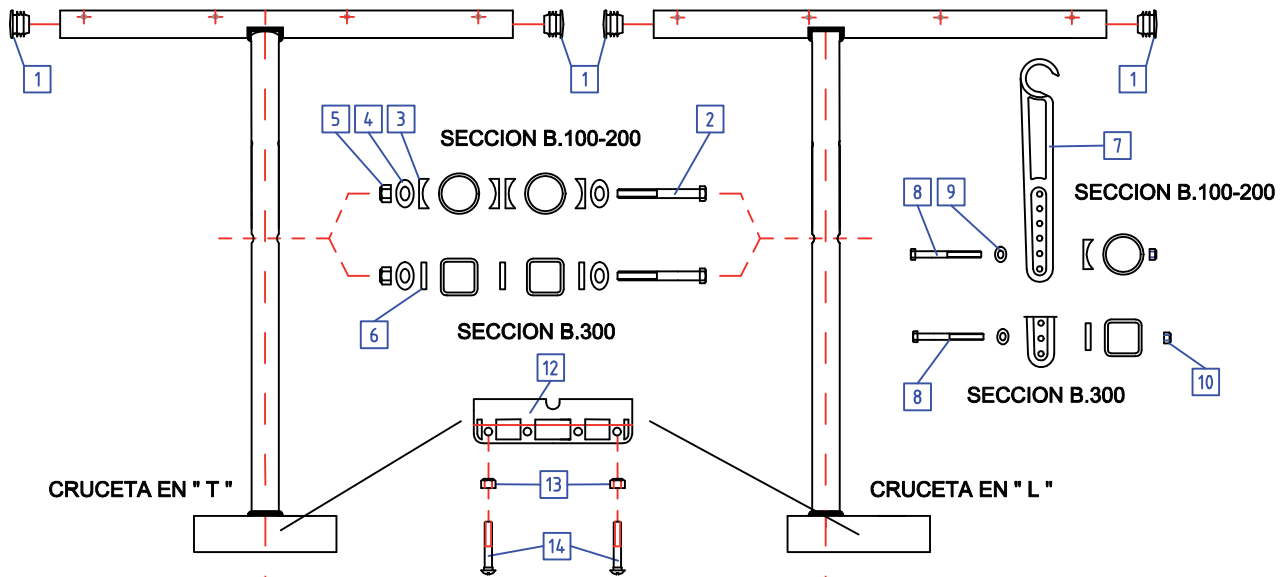 1
1
1
5
4
3
2
SECCION B.100-200
7
SECCION B.100-200
8
9
6
SECCION B.300
12
8
SECCION B.300
10
CRUCETA EN " T "
13
CRUCETA EN " L "
14